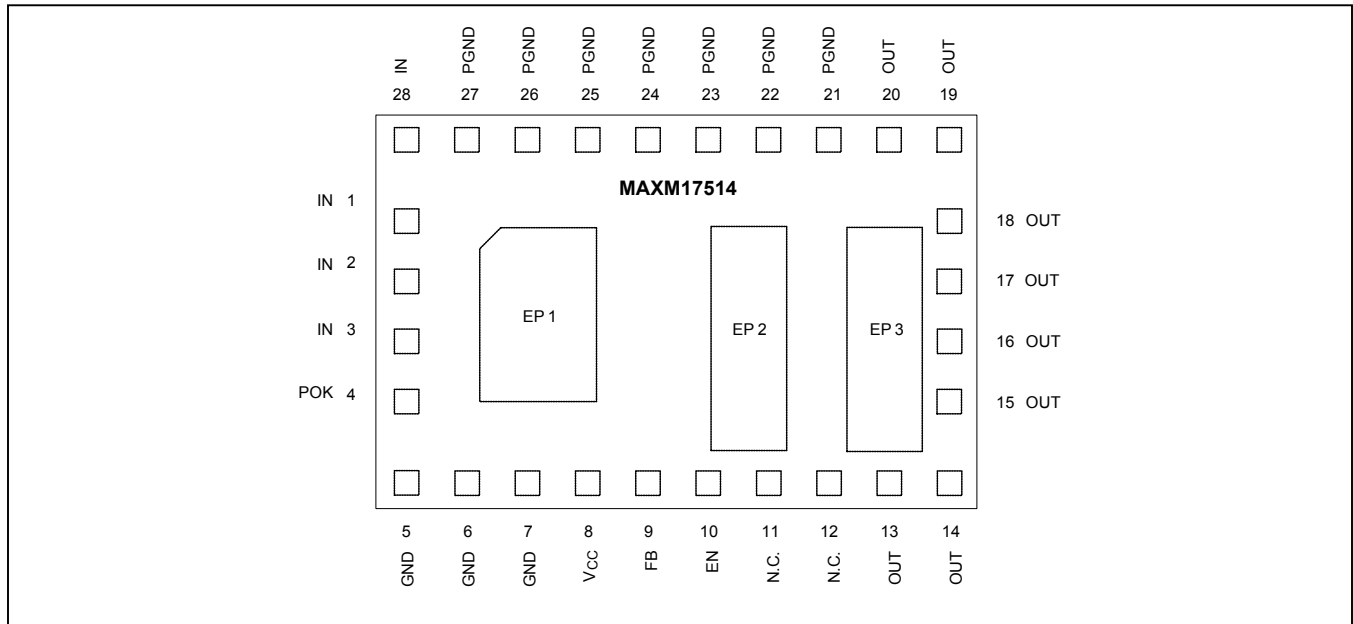 IN PGND PGND PGND PGND PGND PGND PGND OUT OUT
28 27 26 25 24 23 22 21 20 19
MAXM17514
IN 1
18 OUT
IN 2
17 OUT
EP 1 EP 2 EP 3
IN 3
16 OUT
POK 4
15 OUT
5 6 7 8 9 10 11 12 13 14
GND GND GND VCC FB EN N.C. N.C. OUT OUT